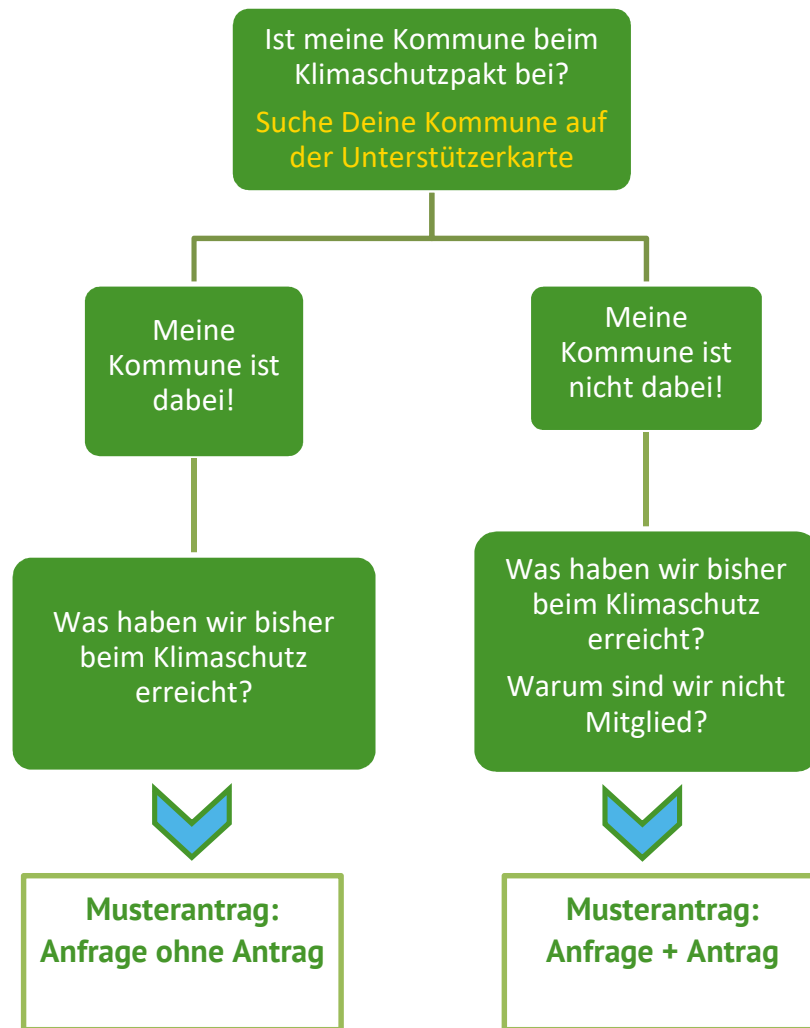 Ist meine Kommune beim
Klimaschutzpakt bei?
Suche Deine Kommune auf
der Unterstützerkarte
Meine
Kommune ist
dabei!
Meine
Kommune ist
nicht dabei!
Was haben wir bisher
beim Klimaschutz
erreicht?
Was haben wir bisher
beim Klimaschutz
erreicht?
Warum sind wir nicht
Mitglied?
Musterantrag:
Anfrage ohne Antrag
Musterantrag:
Anfrage + Antrag